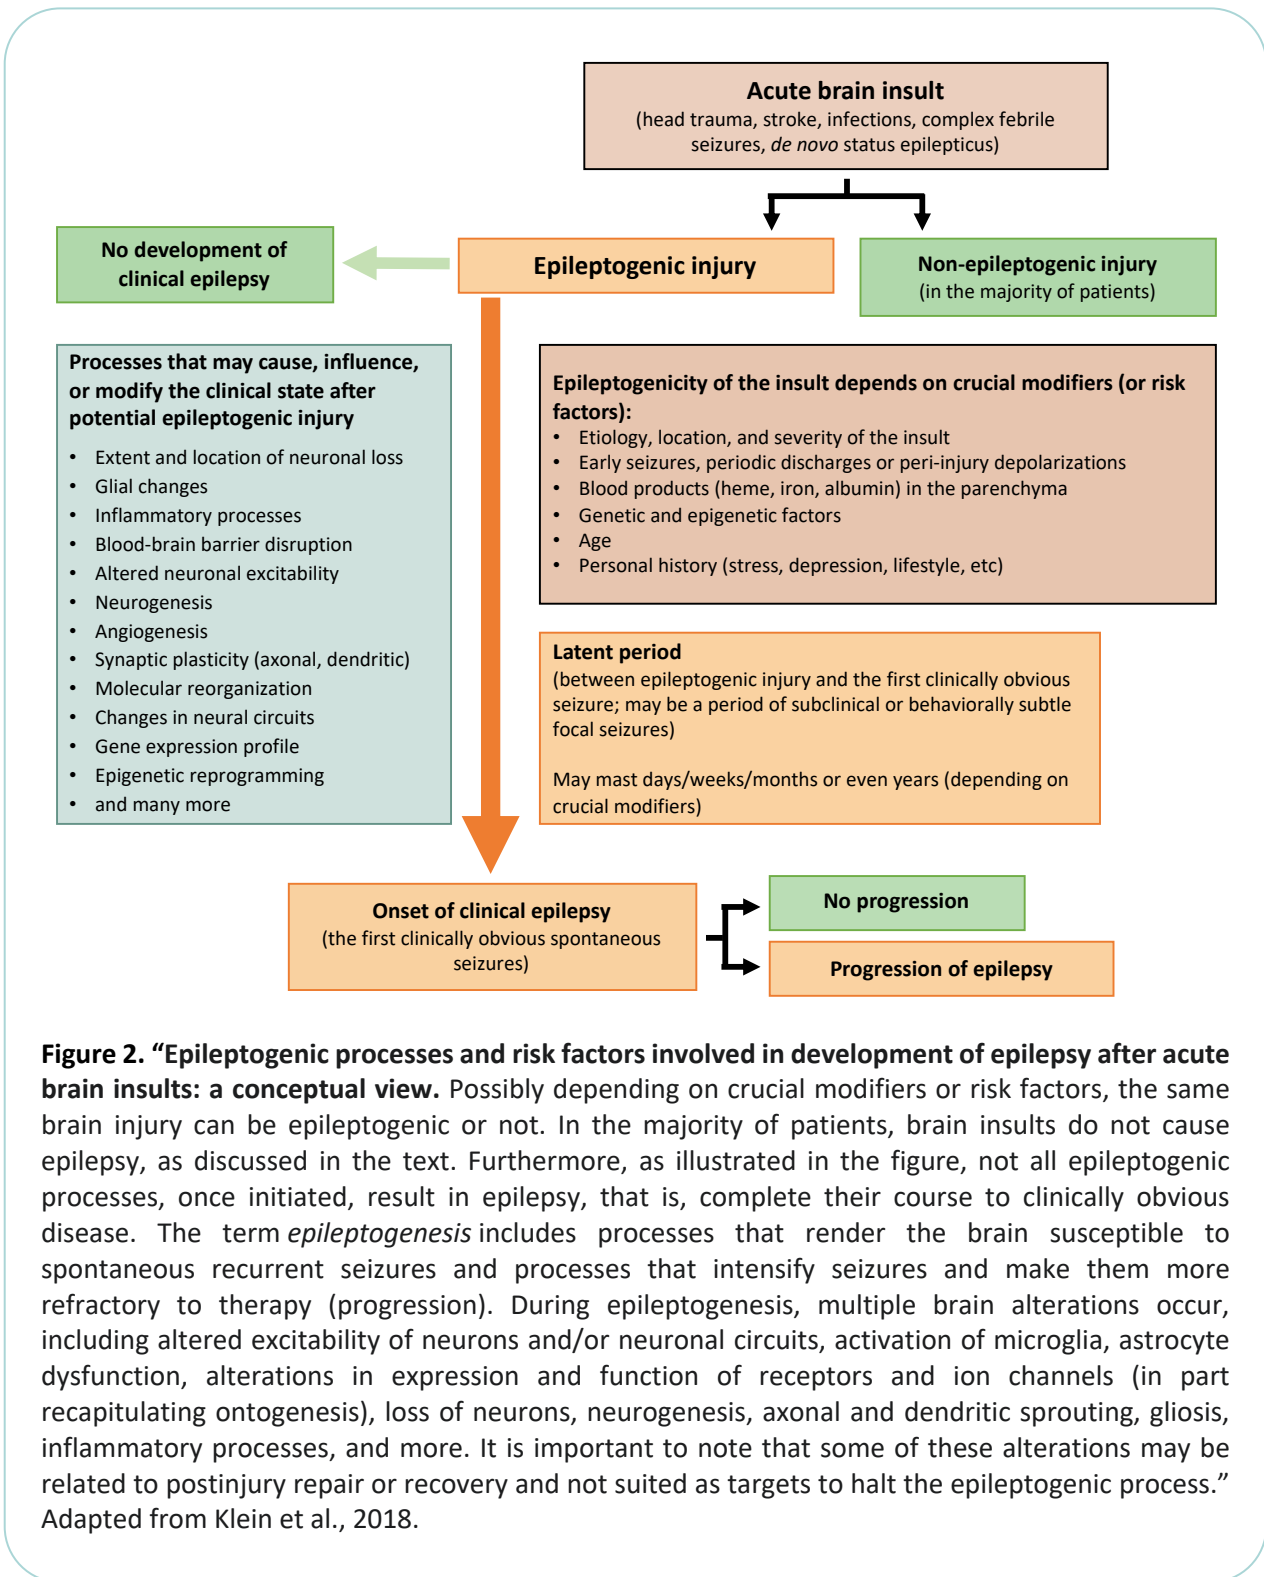 Acute brain insult
(head trauma, stroke, infections, complex febrile
seizures, de novo status epilepticus)
No development of
clinical epilepsy
Epileptogenic injury
Non-epileptogenic injury
(in the majority of patients)
Processes that may cause, influence,
or modify the clinical state after
potential epileptogenic injury
• Extent and location of neuronal loss
• Glial changes
• Inflammatory processes
• Blood-brain barrier disruption
• Altered neuronal excitability
• Neurogenesis
• Angiogenesis
• Synaptic plasticity (axonal, dendritic)
• Molecular reorganization
• Changes in neural circuits
• Gene expression profile
• Epigenetic reprogramming
• and many more
Epileptogenicity of the insult depends on crucial modifiers (or risk
factors):
• Etiology, location, and severity of the insult
• Early seizures, periodic discharges or peri-injury depolarizations
• Blood products (heme, iron, albumin) in the parenchyma
• Genetic and epigenetic factors
• Age
• Personal history (stress, depression, lifestyle, etc)
Latent period
(between epileptogenic injury and the first clinically obvious
seizure; may be a period of subclinical or behaviorally subtle
focal seizures)
May mast days/weeks/months or even years (depending on
crucial modifiers)
Onset of clinical epilepsy
(the first clinically obvious spontaneous
seizures)
No progression
Progression of epilepsy
Figure 2. “Epileptogenic processes and risk factors involved in development of epilepsy after acute
brain insults: a conceptual view. Possibly depending on crucial modifiers or risk factors, the same
brain injury can be epileptogenic or not. In the majority of patients, brain insults do not cause
epilepsy, as discussed in the text. Furthermore, as illustrated in the figure, not all epileptogenic
processes, once initiated, result in epilepsy, that is, complete their course to clinically obvious
disease. The term epileptogenesis includes processes that render the brain susceptible to
spontaneous recurrent seizures and processes that intensify seizures and make them more
refractory to therapy (progression). During epileptogenesis, multiple brain alterations occur,
including altered excitability of neurons and/or neuronal circuits, activation of microglia, astrocyte
dysfunction, alterations in expression and function of receptors and ion channels (in part
recapitulating ontogenesis), loss of neurons, neurogenesis, axonal and dendritic sprouting, gliosis,
inflammatory processes, and more. It is important to note that some of these alterations may be
related to postinjury repair or recovery and not suited as targets to halt the epileptogenic process.”
Adapted from Klein et al., 2018.